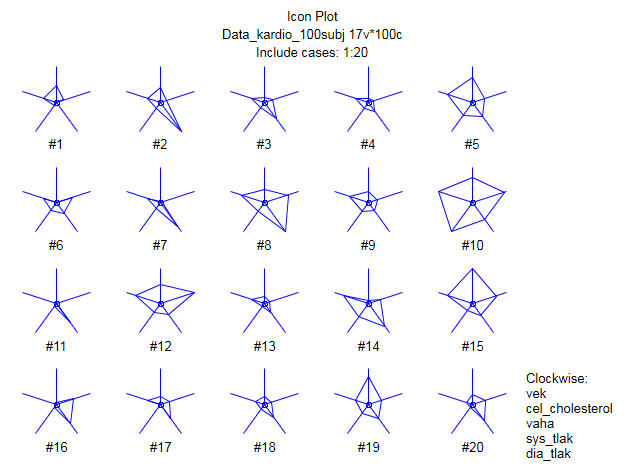 Icon Plot
Data_kardio_100subj 17v*100c
Include cases: 1:20
#1 #2 #3 #4 #5
#6 #7 #8 #9 #10
#11 #12 #13 #14 #15
#16 #17 #18 #19 #20
Clockwise:
vek
cel_cholesterol
vaha
sys_tlak
dia_tlak